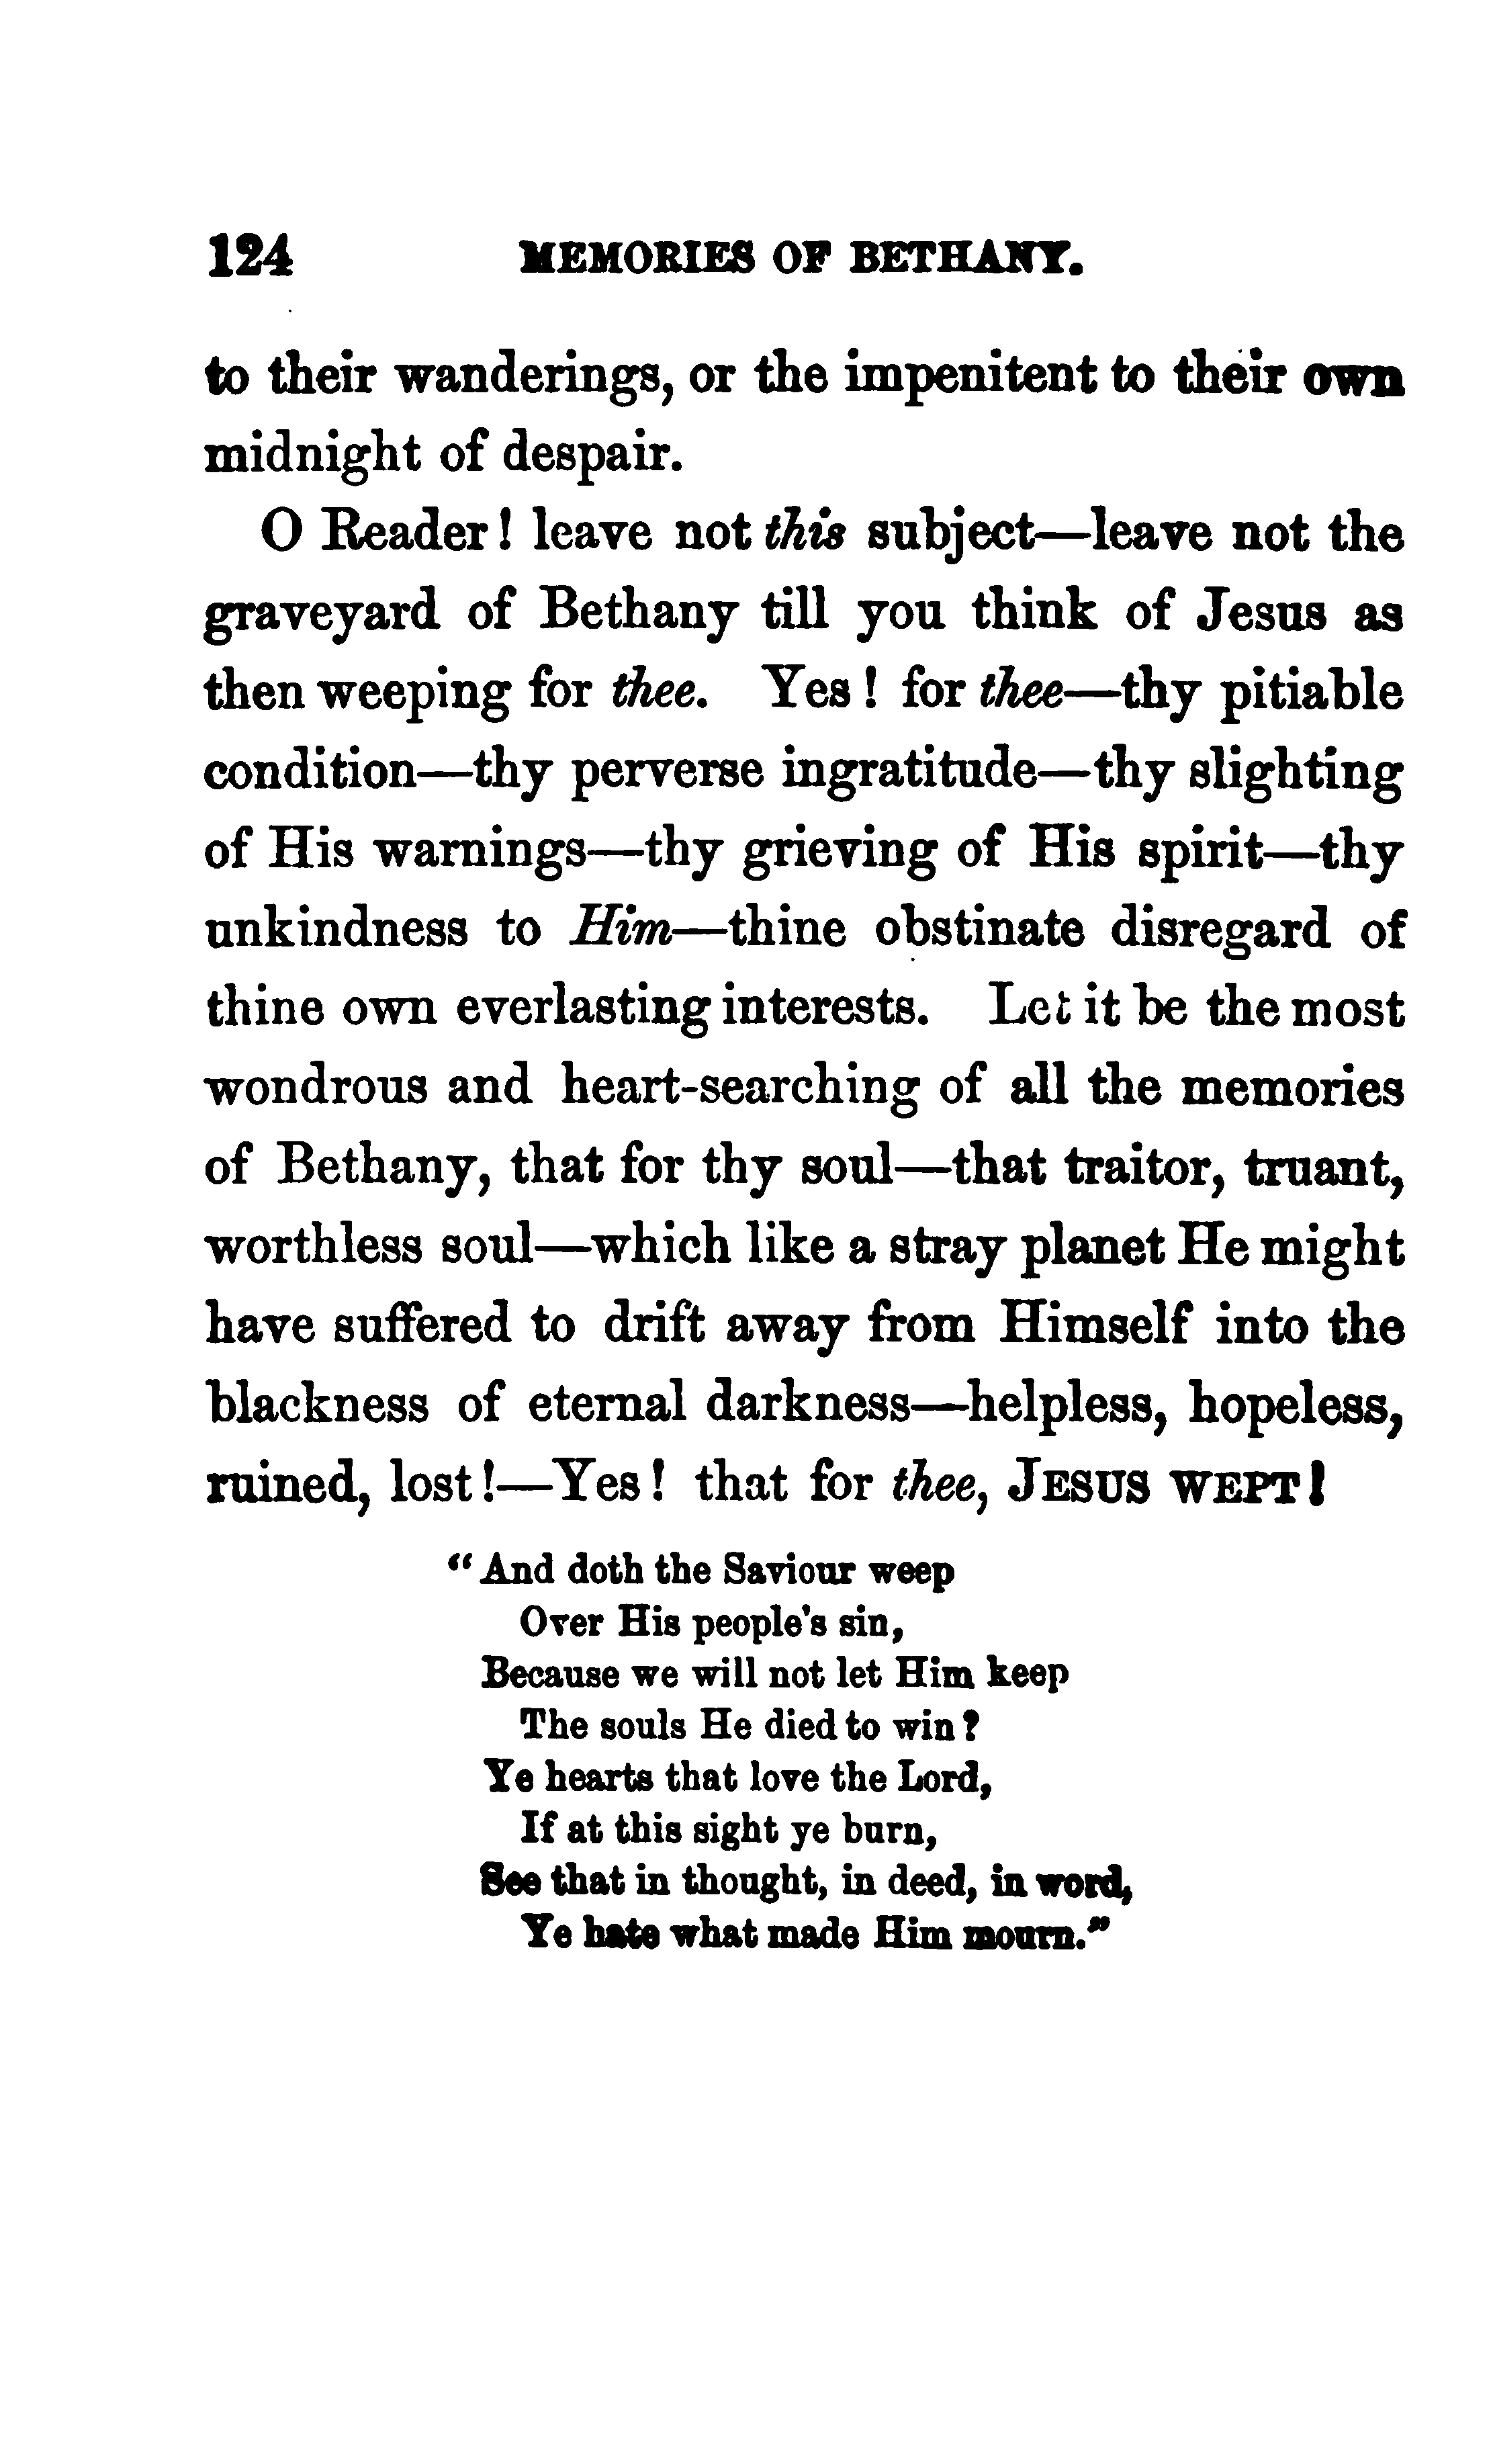 124 MEMORIES OF BETHANY.
to their wanderings, or the impenitent to their own
midnight of despair.
O Reader! leave not this subject—leave not the
graveyard of Bethany till you think of Jesus as
then weeping for thee. Yes! for thee—thy pitiable
condition—thy perverse ingratitude—thy slighting
of His warnings—thy grieving of His spirit—thy
unkindness to Him—thine obstinate disregard of
thine own everlasting interests. Let it be the most
wondrous and heart-searching of all the memories
of Bethany, that for thy soul—that traitor, truant,
worthless soul—which like a stray planet He might
have suffered to drift away from Himself into the
blackness of eternal darkness—helpless, hopeless,
ruined, lost!—Yes! that for thee, JESUS WEPT!
"And doth the Saviour weep
Over His people's sin,
Because we will not let Him keep
The souls He died to win?
Ye hearts that love the Lord,
If at this sight ye burn,
See that in thought, in deed, in word,
Ye hate what made Him mourn."